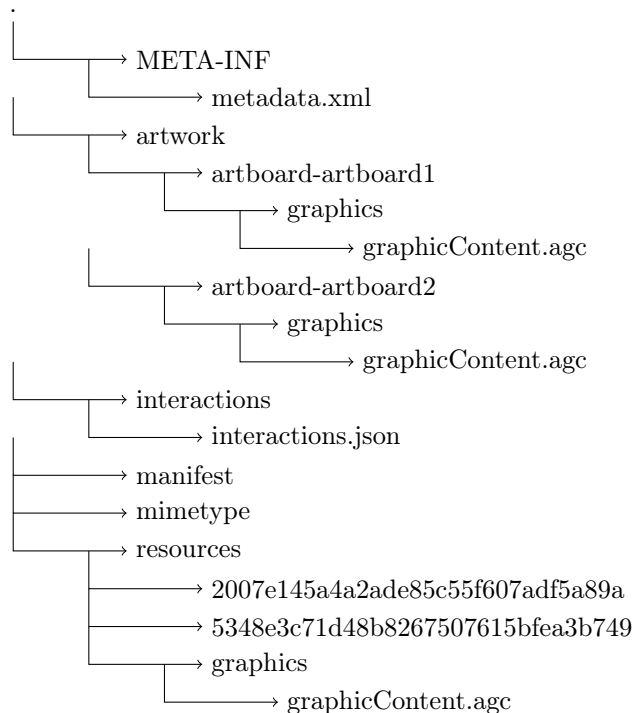 .
META-INF
metadata.xml
artwork
artboard-artboard1
graphics
graphicContent.agc
artboard-artboard2
graphics
graphicContent.agc
interactions
interactions.json
manifest
mimetype
resources
2007e145a4a2ade85c55f607adf5a89a
5348e3c71d48b8267507615bfea3b749
graphics
graphicContent.agc